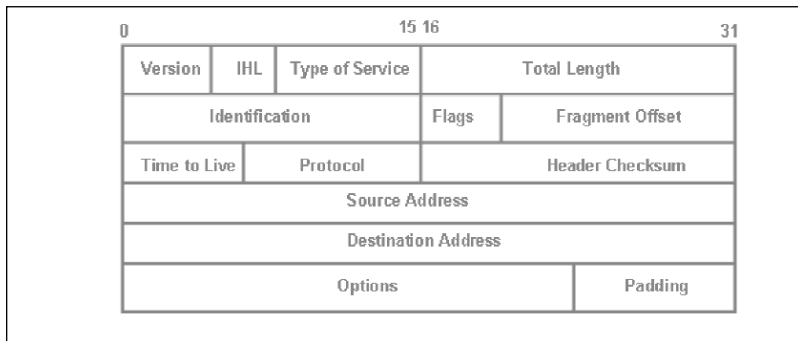 0 15 16 31
Version IHL Type of Service Total Length
Identification Flags Fragment Offset
Time to Live Protocol Header Checksum
Source Address
Destination Address
Options Padding